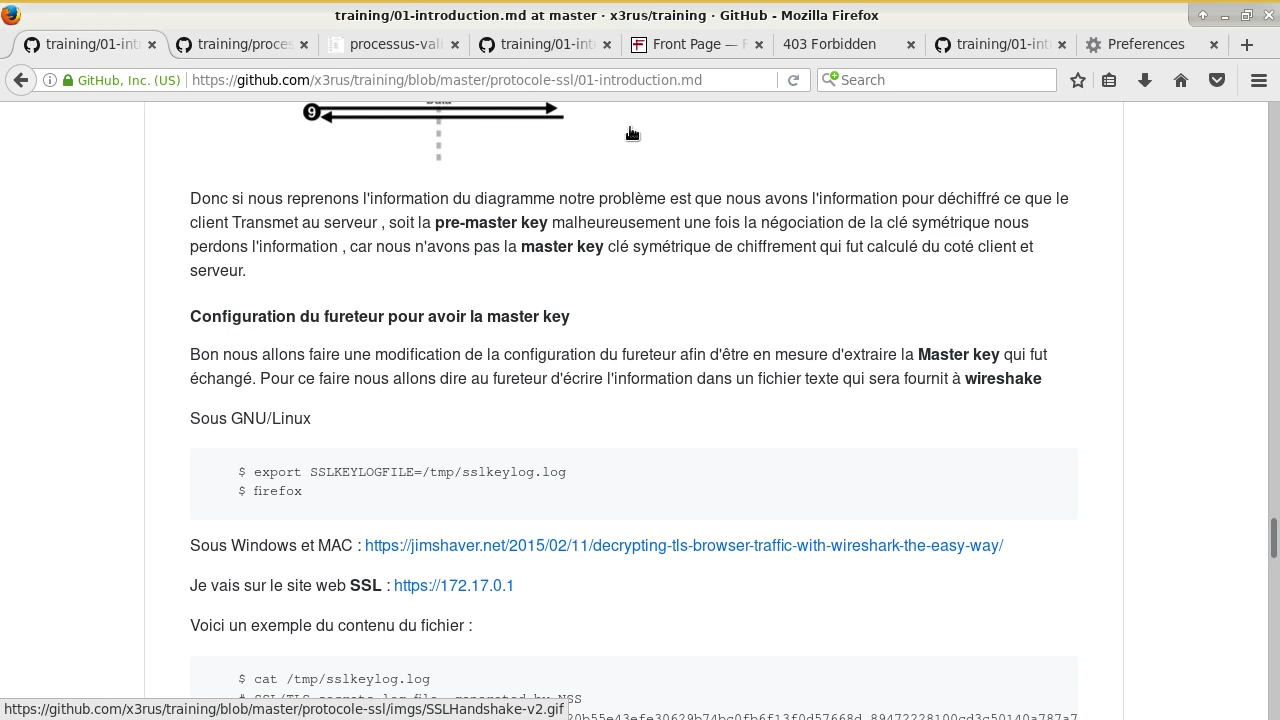 training/01-introduction.md at master · x3rus/training · GitHub - Mozilla Firefox
training/01-int
training/proces
processus-vali
training/01-int
Front Page —
403 Forbidden
training/01-int
Preferences
GitHub, Inc. (US)
https://github.com/x3rus/training/blob/master/protocole-ssl/01-introduction.md
Search
9
Donc si nous reprenons l'information du diagramme notre problème est que nous avons l'information pour déchiffré ce que le
client Transmet au serveur , soit la pre-master key malheureusement une fois la négociation de la clé symétrique nous
perdons l'information , car nous n'avons pas la master key clé symétrique de chiffrement qui fut calculé du coté client et
serveur.
Configuration du fureteur pour avoir la master key
Bon nous allons faire une modification de la configuration du fureteur afin d'être en mesure d'extraire la Master key qui fut
échangé. Pour ce faire nous allons dire au fureteur d'écrire l'information dans un fichier texte qui sera fournit à wireshake
Sous GNU/Linux
$ export SSLKEYLOGFILE=/tmp/sslkeylog.log
$ firefox
Sous Windows et MAC : https://jimshaver.net/2015/02/11/decrypting-tls-browser-traffic-with-wireshark-the-easy-way/
Je vais sur le site web SSL : https://172.17.0.1
Voici un exemple du contenu du fichier :
$ cat /tmp/sslkeylog.log
# SSL/TLS secrets log file, generated by NSS
https://github.com/x3rus/training/blob/master/protocole-ssl/imgs/SSLHandshake-v2.gif